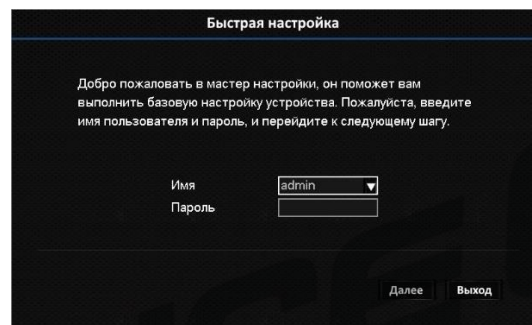 Быстрая настройка
Добро пожаловать в мастер настройки, он поможет вам
выполнить базовую настройку устройства. Пожалуйста, введите
имя пользователя и пароль, и перейдите к следующему шагу.
Имя admin
Пароль
Далее Выход